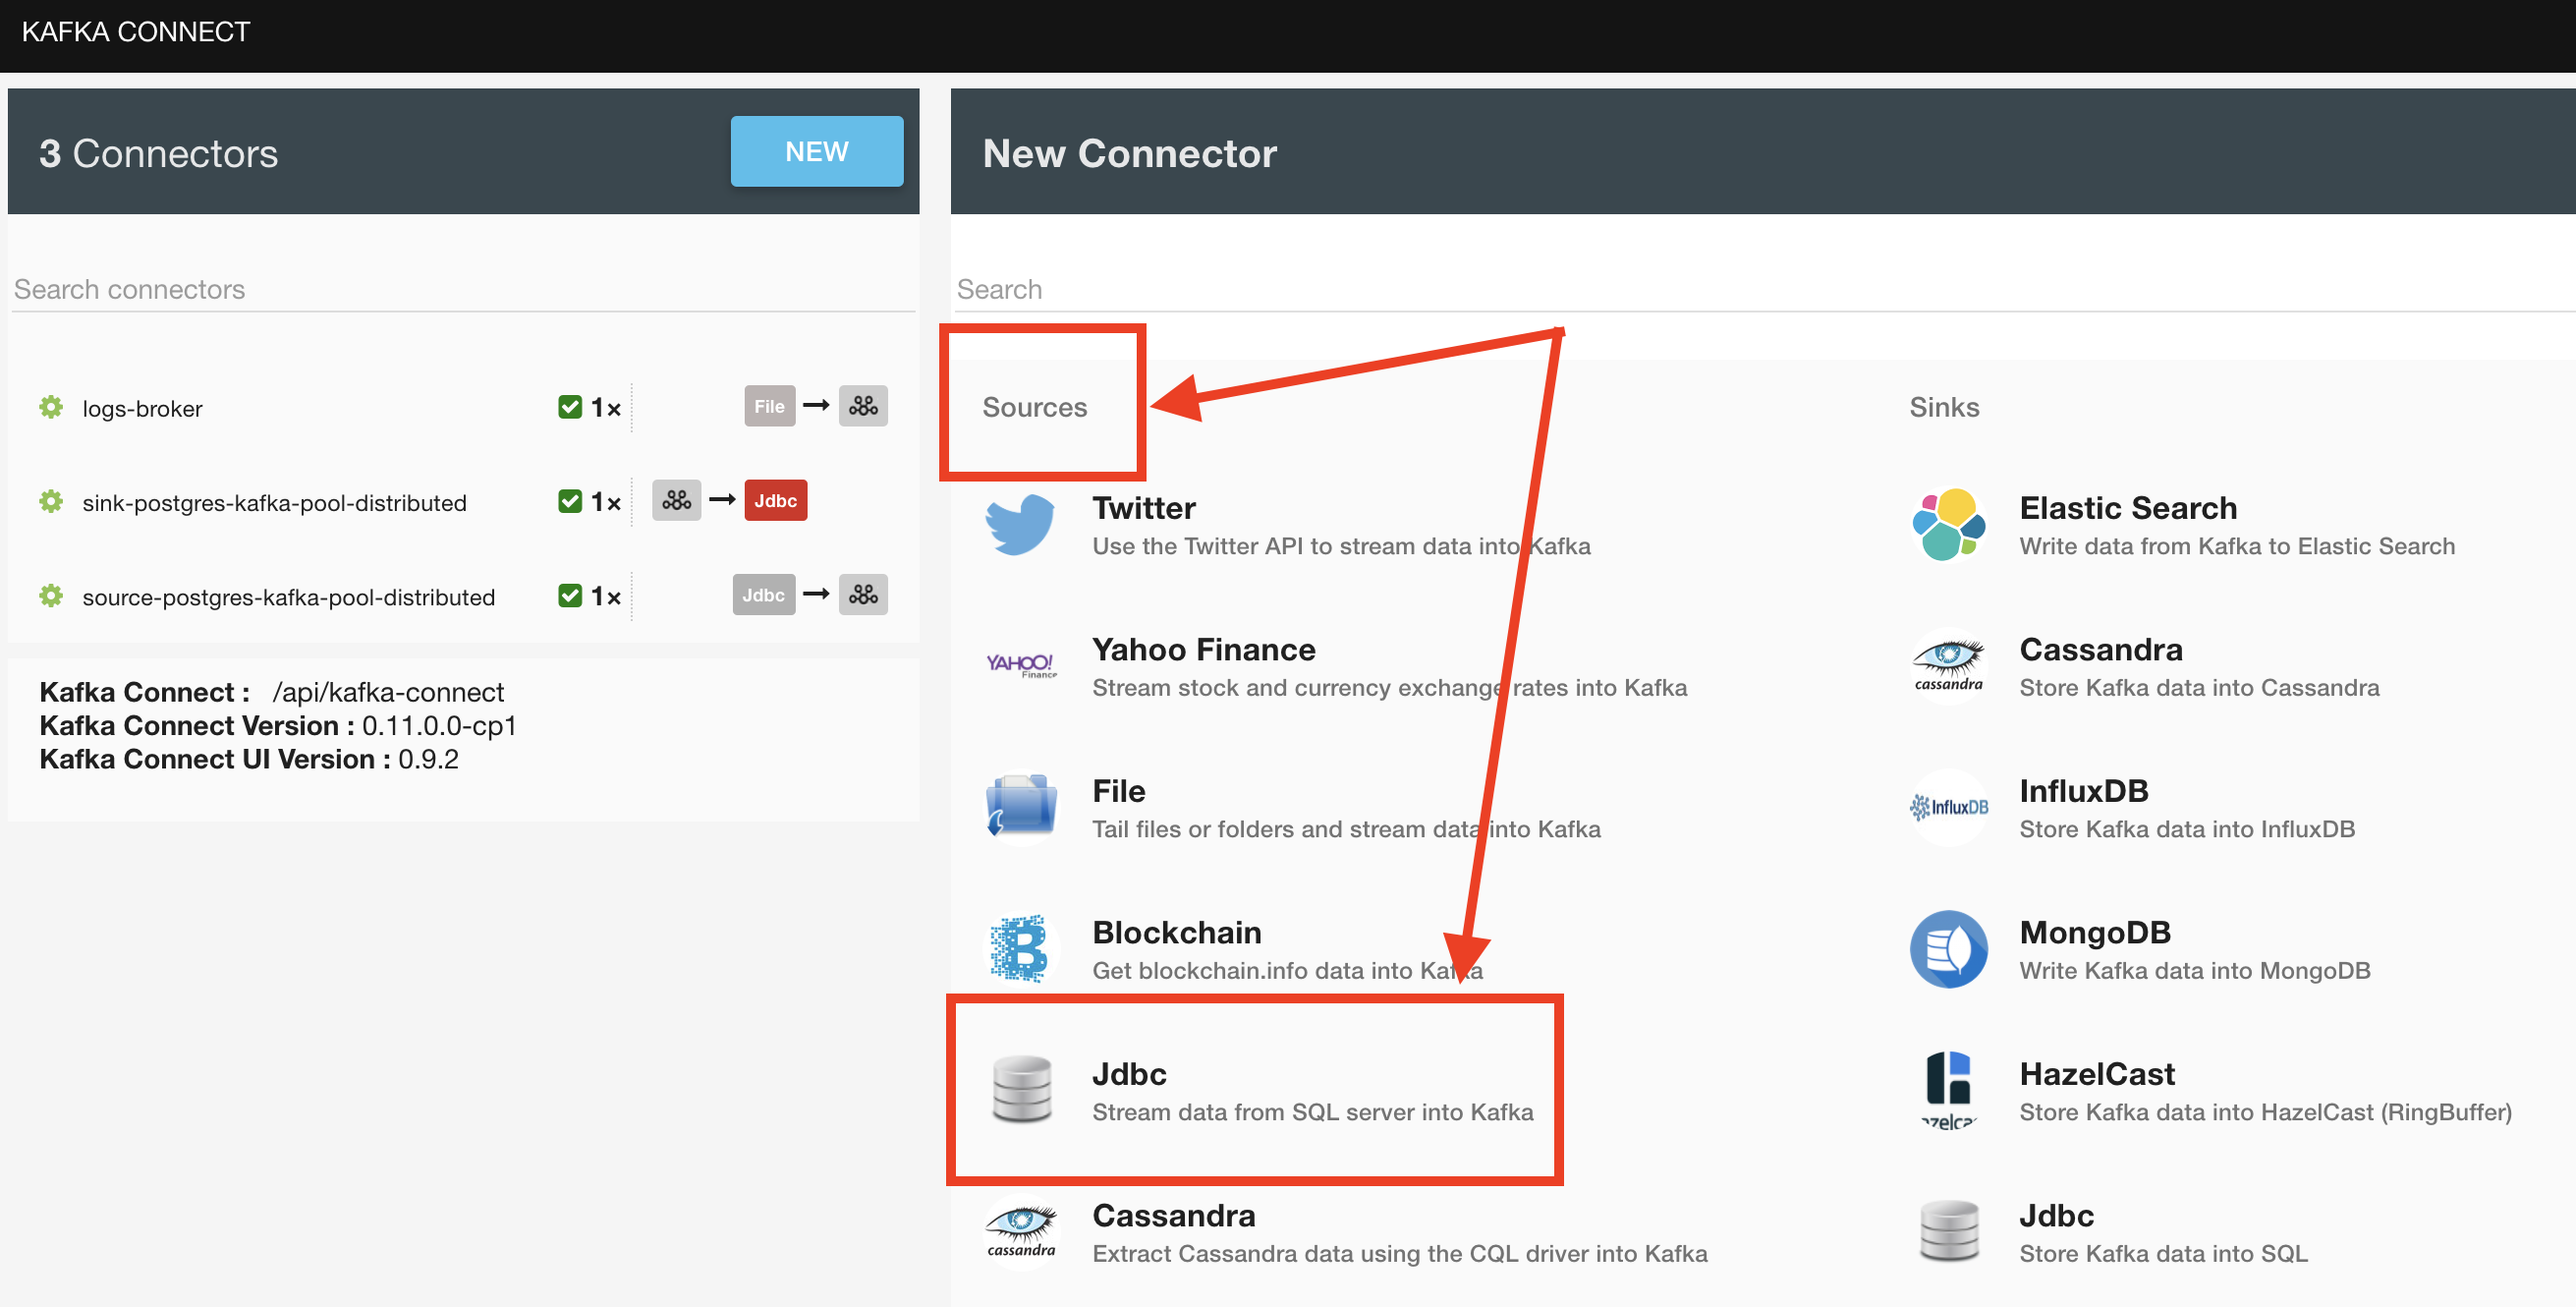 KAFKA CONNECT
3 Connectors
NEW
Search connectors
logs-broker
1×
File
sink-postgres-kafka-pool-distributed
1×
Jdbc
source-postgres-kafka-pool-distributed
1×
Jdbc
Kafka Connect : /api/kafka-connect
Kafka Connect Version : 0.11.0.0-cp1
Kafka Connect UI Version : 0.9.2
New Connector
Search
Sources
Twitter
Use the Twitter API to stream data into Kafka
YAHOO!
Finance
Yahoo Finance
Stream stock and currency exchange rates into Kafka
File
Tail files or folders and stream data into Kafka
B
Blockchain
Get blockchain.info data into Kafka
Jdbc
Stream data from SQL server into Kafka
cassandra
Cassandra
Extract Cassandra data using the CQL driver into Kafka
Sinks
Elastic Search
Write data from Kafka to Elastic Search
cassandra
Cassandra
Store Kafka data into Cassandra
InfluxDB
InfluxDB
Store Kafka data into InfluxDB
MongoDB
Write Kafka data into MongoDB
HazelCast
Store Kafka data into HazelCast (RingBuffer)
Jdbc
Store Kafka data into SQL